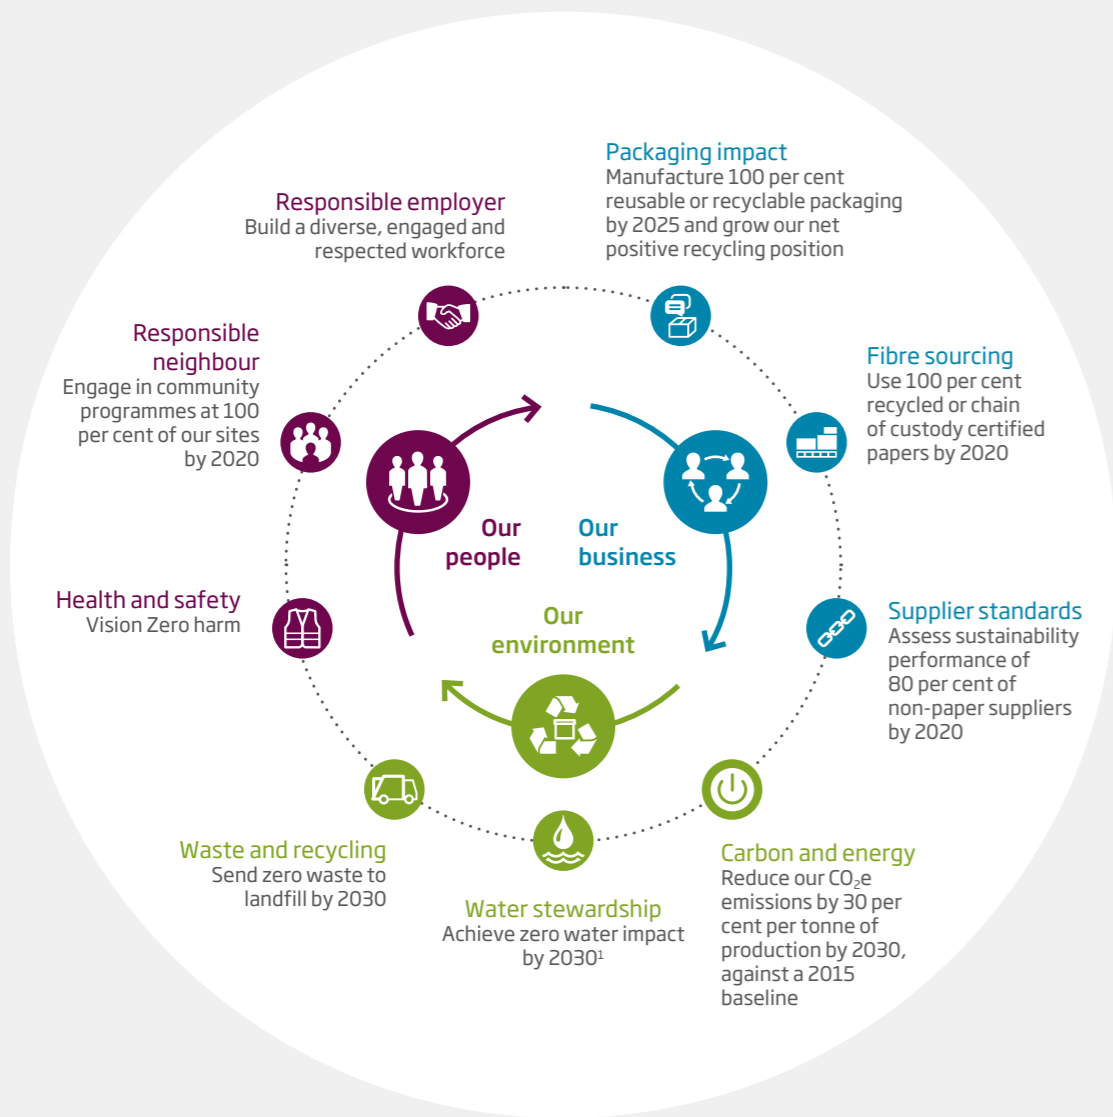 Packaging impact
Manufacture 100 per cent
reusable or recyclable packaging
by 2025 and grow our net
positive recycling position
Responsible employer
Build a diverse, engaged and
respected workforce
Responsible
neighbour
Engage in community
programmes at 100
per cent of our sites
by 2020
Fibre sourcing
Use 100 per cent
recycled or chain
of custody certified
papers by 2020
Our
people
Our
business
Health and safety
Vision Zero harm
Our
environment
Supplier standards
Assess sustainability
performance of
80 per cent of
non-paper suppliers
by 2020
Waste and recycling
Send zero waste to
landfill by 2030
Water stewardship
Achieve zero water impact
by 2030¹
Carbon and energy
Reduce our CO₂e
emissions by 30 per
cent per tonne of
production by 2030,
against a 2015
baseline